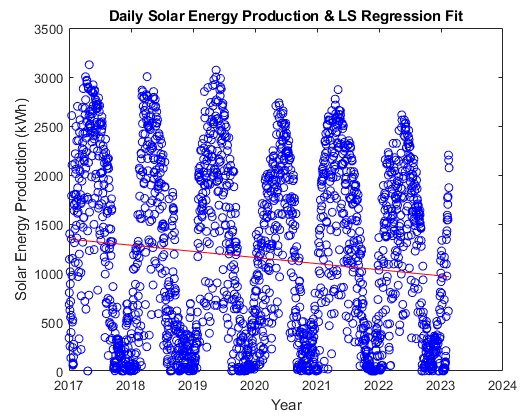 Daily Solar Energy Production & LS Regression Fit
Solar Energy Production (kWh)
3500
3000
2500
2000
1500
1000
500
0
2017 2018 2019 2020 2021 2022 2023 2024
Year